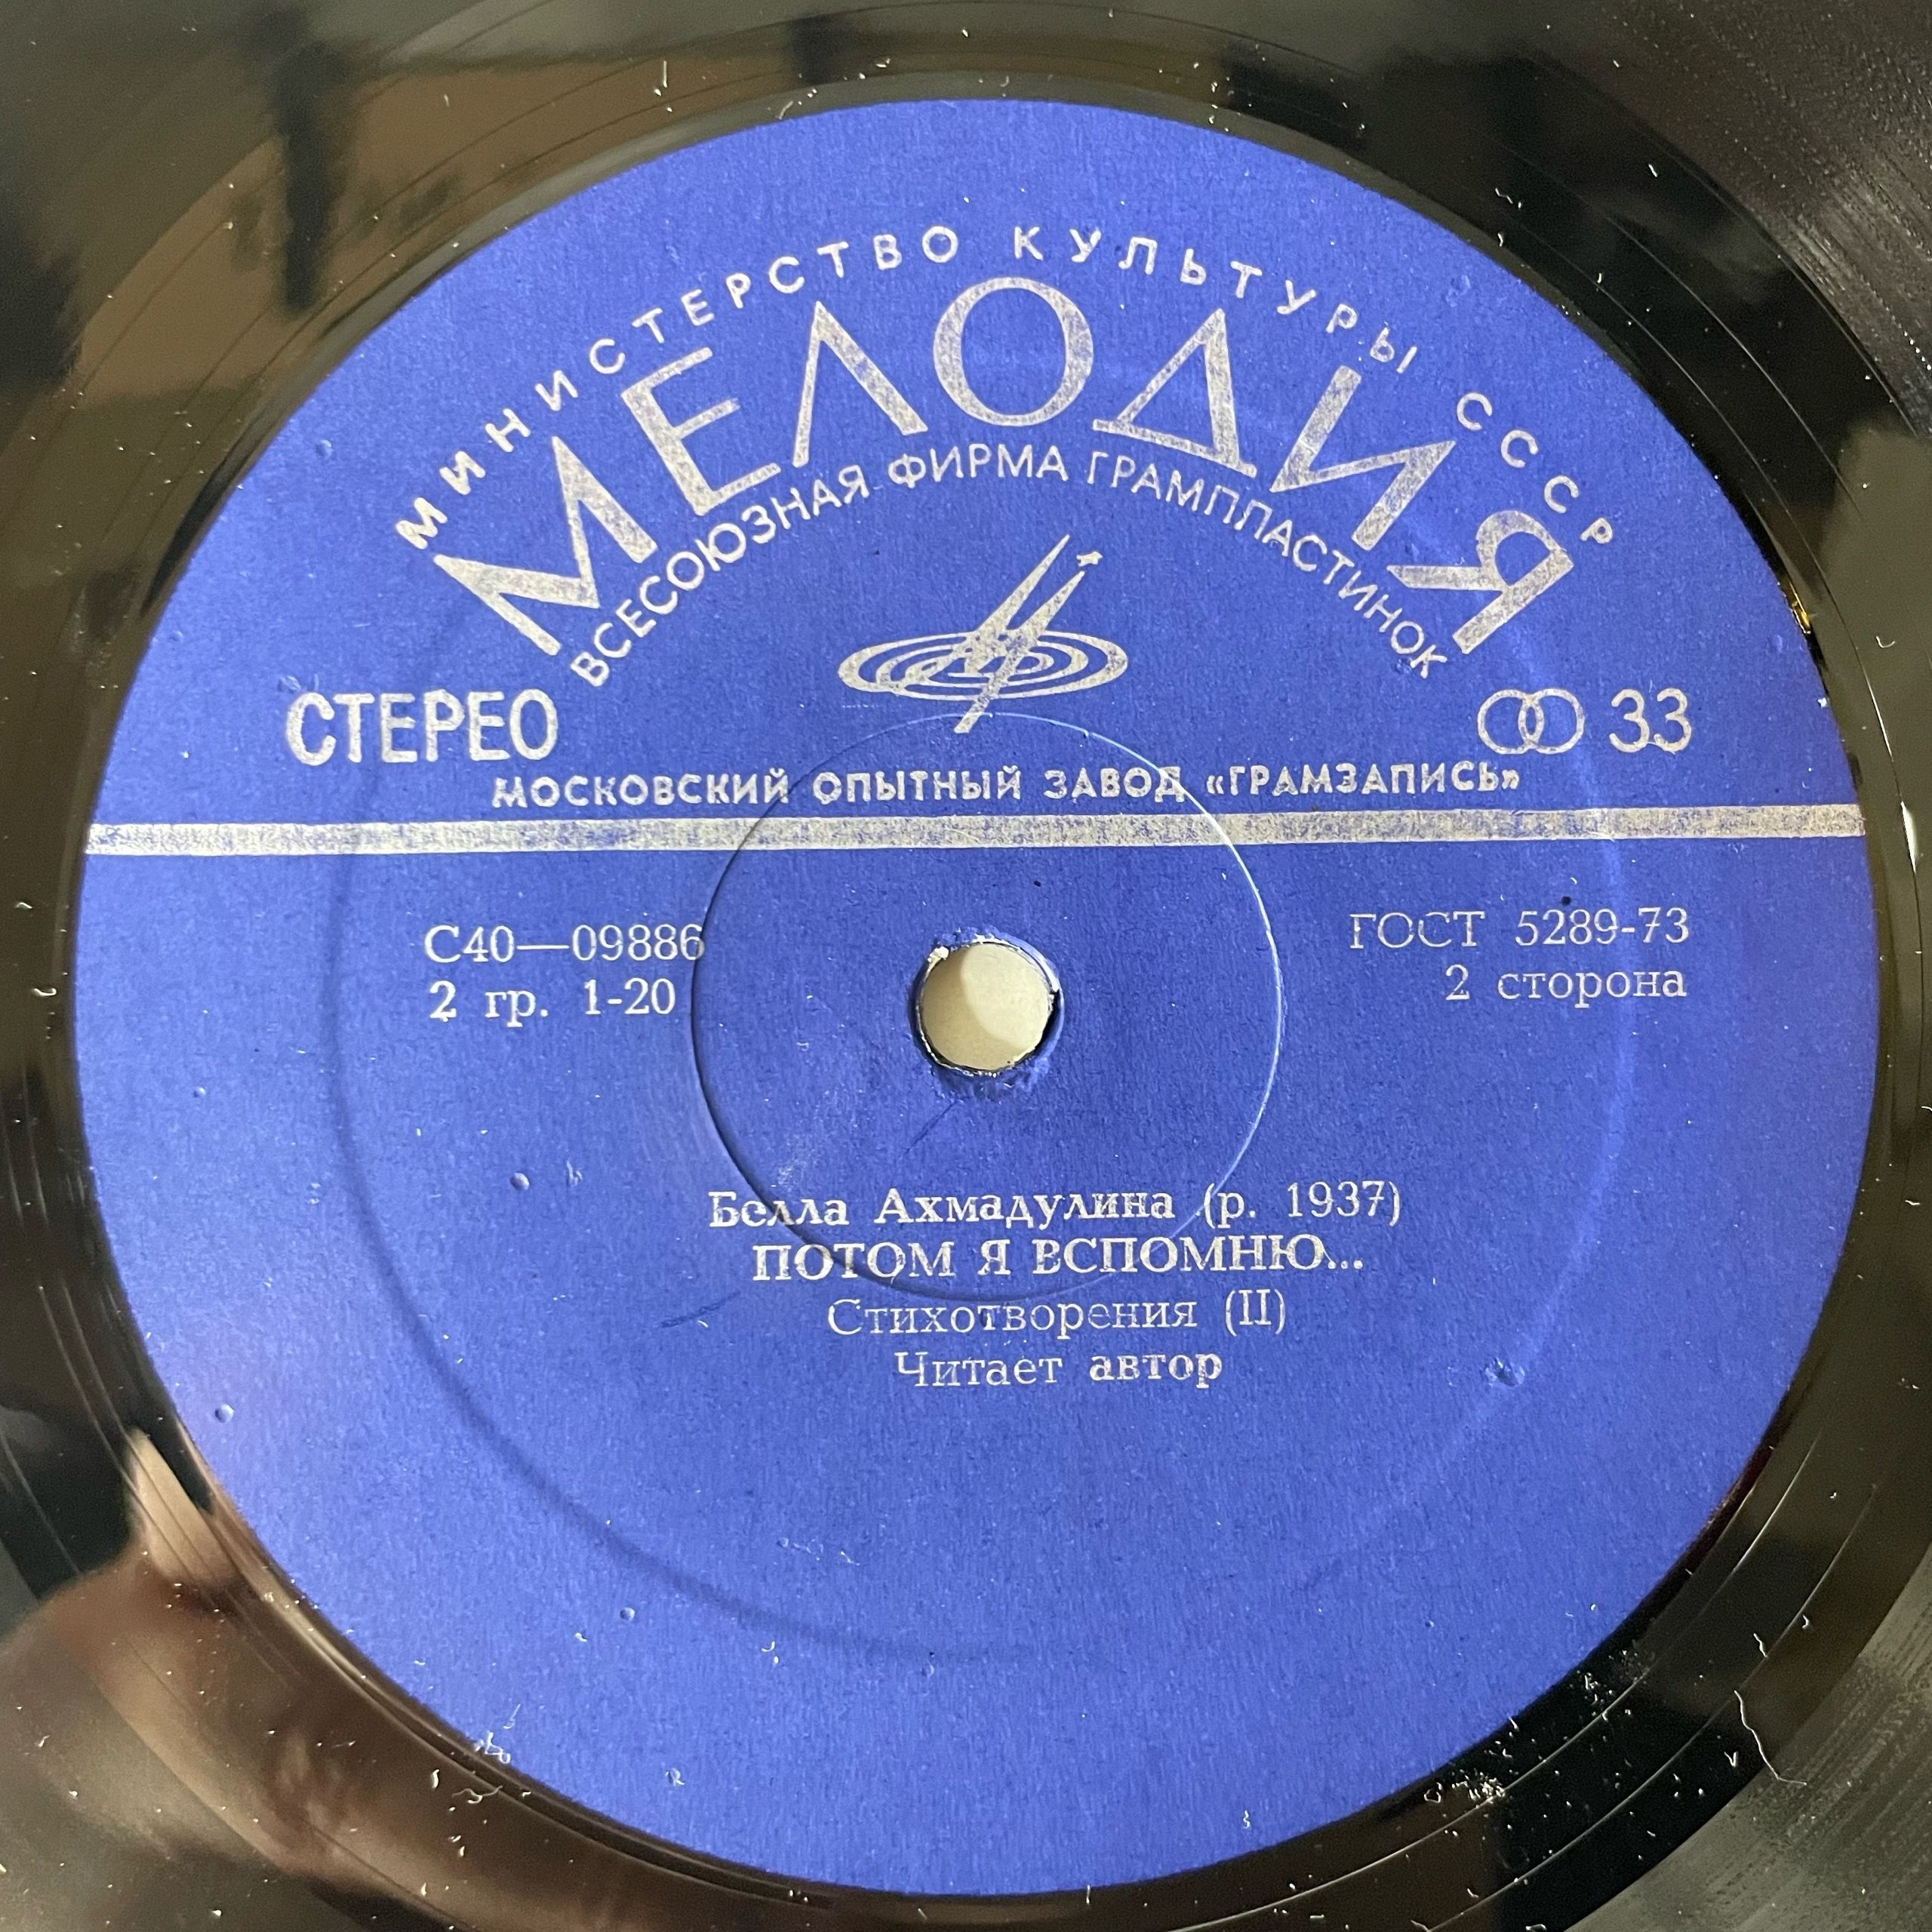 МИНИСТЕРСТВО КУЛЬТУРЫ СССР
МЕЛОДИЯ
ВСЕСОЮЗНАЯ ФИРМА ГРАМПЛАСТИНОК
СТЕРЕО
33
МОСКОВСКИЙ ОПЫТНЫЙ ЗАВОД «ГРАМЗАПИСЬ»
С40—09886
2 гр. 1-20
ГОСТ 5289-73
2 сторона
Белла Ахмадулина (р. 1937)
ПОТОМ Я ВСПОМНЮ...
Стихотворения (II)
Читает автор